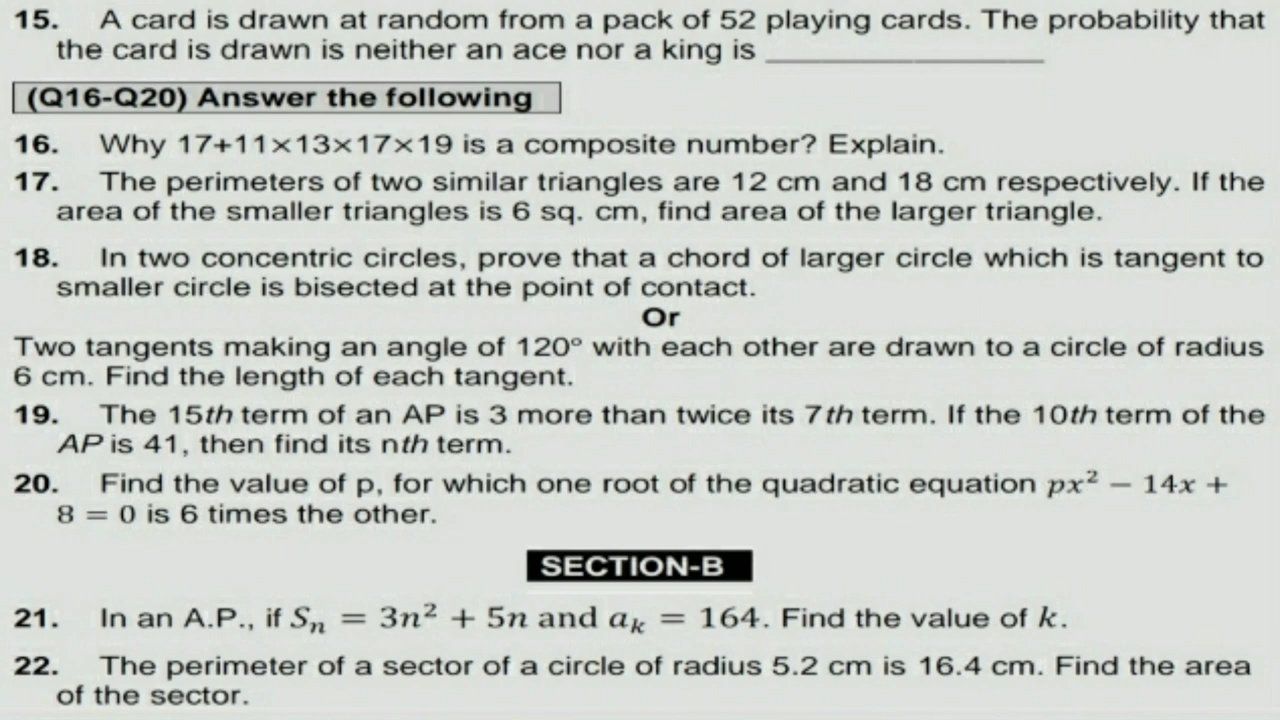 15. A card is drawn at random from a pack of 52 playing cards. The probability that
the card is drawn is neither an ace nor a king is ____________________
(Q16-Q20) Answer the following
16. Why 17+11×13×17×19 is a composite number? Explain.
17. The perimeters of two similar triangles are 12 cm and 18 cm respectively. If the
area of the smaller triangles is 6 sq. cm, find area of the larger triangle.
18. In two concentric circles, prove that a chord of larger circle which is tangent to
smaller circle is bisected at the point of contact.
Or
Two tangents making an angle of 120° with each other are drawn to a circle of radius
6 cm. Find the length of each tangent.
19. The 15th term of an AP is 3 more than twice its 7th term. If the 10th term of the
AP is 41, then find its nth term.
20. Find the value of p, for which one root of the quadratic equation px² − 14x +
8 = 0 is 6 times the other.
SECTION-B
21. In an A.P., if Sₙ = 3n² + 5n and aₖ = 164. Find the value of k.
22. The perimeter of a sector of a circle of radius 5.2 cm is 16.4 cm. Find the area
of the sector.